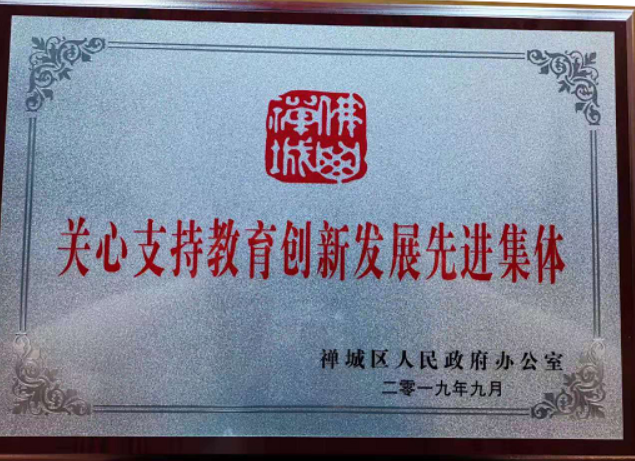 佛山禅城
关心支持教育创新发展先进集体
禅城区人民政府办公室
二零一九年九月